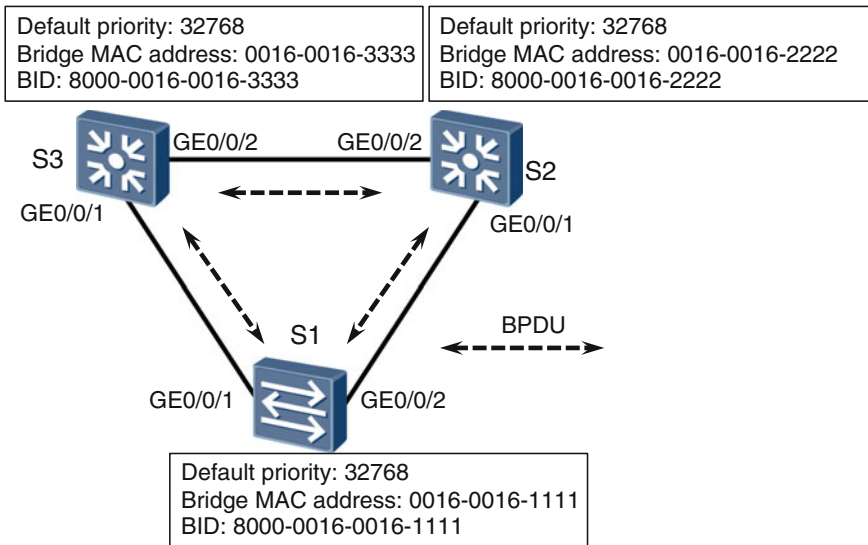 Default priority: 32768
Bridge MAC address: 0016-0016-3333
BID: 8000-0016-0016-3333
Default priority: 32768
Bridge MAC address: 0016-0016-2222
BID: 8000-0016-0016-2222
S3
GE0/0/2
GE0/0/2
S2
GE0/0/1
GE0/0/1
S1
BPDU
GE0/0/1
GE0/0/2
Default priority: 32768
Bridge MAC address: 0016-0016-1111
BID: 8000-0016-0016-1111